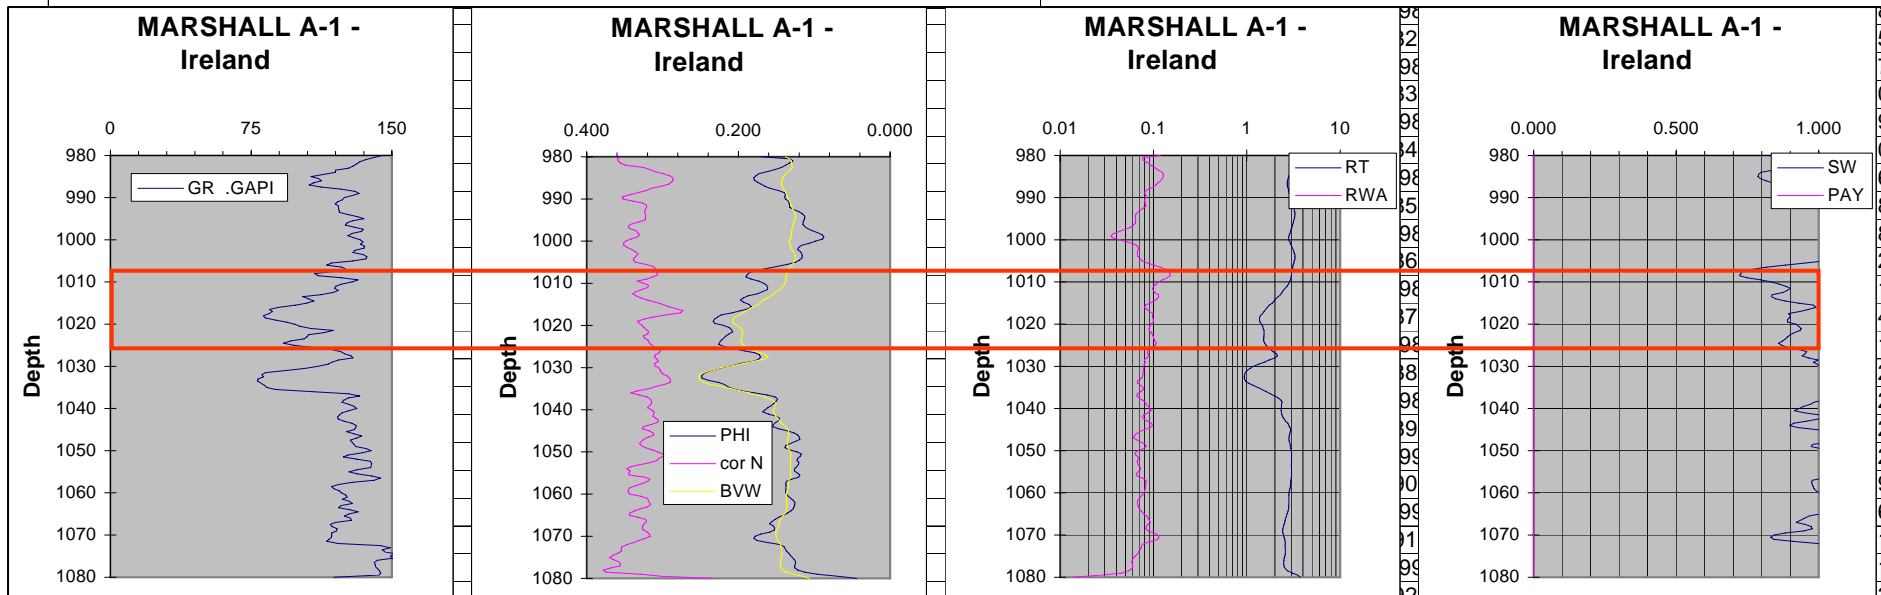 MARSHALL A-1 -
Ireland
0 75 150
980
990
1000
1010
1020
1030
1040
1050
1060
1070
1080
Depth
GR .GAPI
MARSHALL A-1 -
Ireland
0.400 0.200 0.000
980
990
1000
1010
1020
1030
1040
1050
1060
1070
1080
Depth
PHI
cor N
BVW
MARSHALL A-1 -
Ireland
0.01 0.1 1 10
980
990
1000
1010
1020
1030
1040
1050
1060
1070
1080
Depth
RT
RWA
MARSHALL A-1 -
Ireland
0.000 0.500 1.000
980
990
1000
1010
1020
1030
1040
1050
1060
1070
1080
Depth
SW
PAY